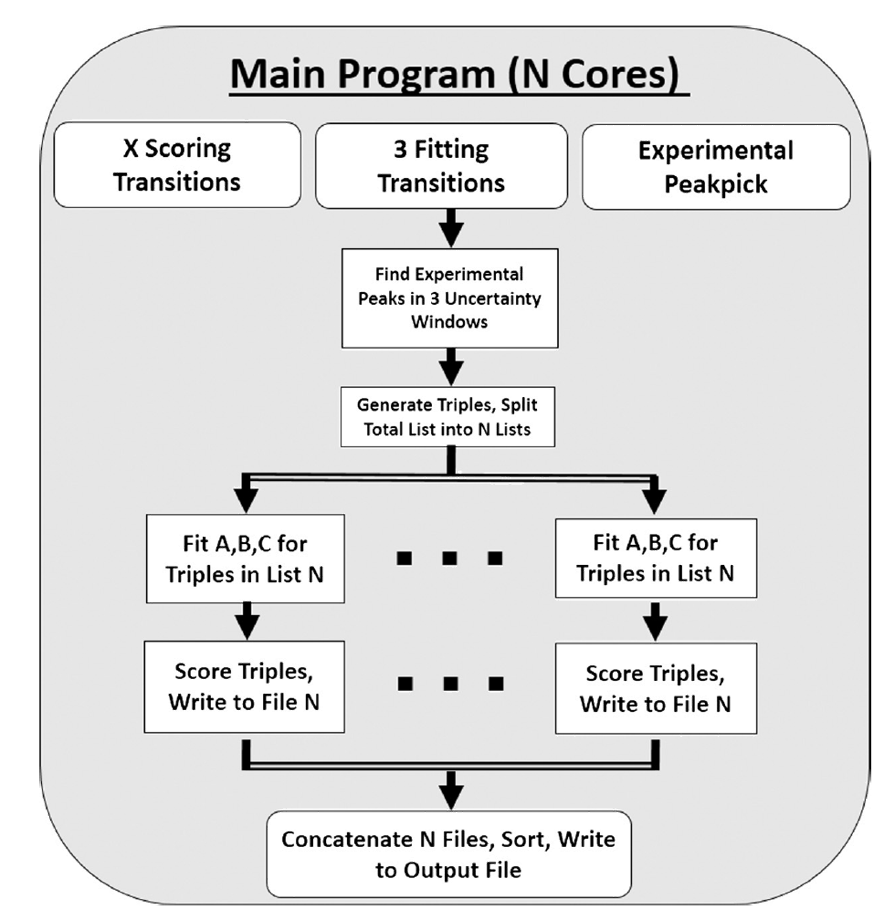 Main Program (N Cores)
X Scoring
Transitions
3 Fitting
Transitions
Experimental
Peakpick
Find Experimental
Peaks in 3 Uncertainty
Windows
Generate Triples, Split
Total List into N Lists
Fit A,B,C for
Triples in List N
Fit A,B,C for
Triples in List N
Score Triples,
Write to File N
Score Triples,
Write to File N
Concatenate N Files, Sort, Write
to Output File